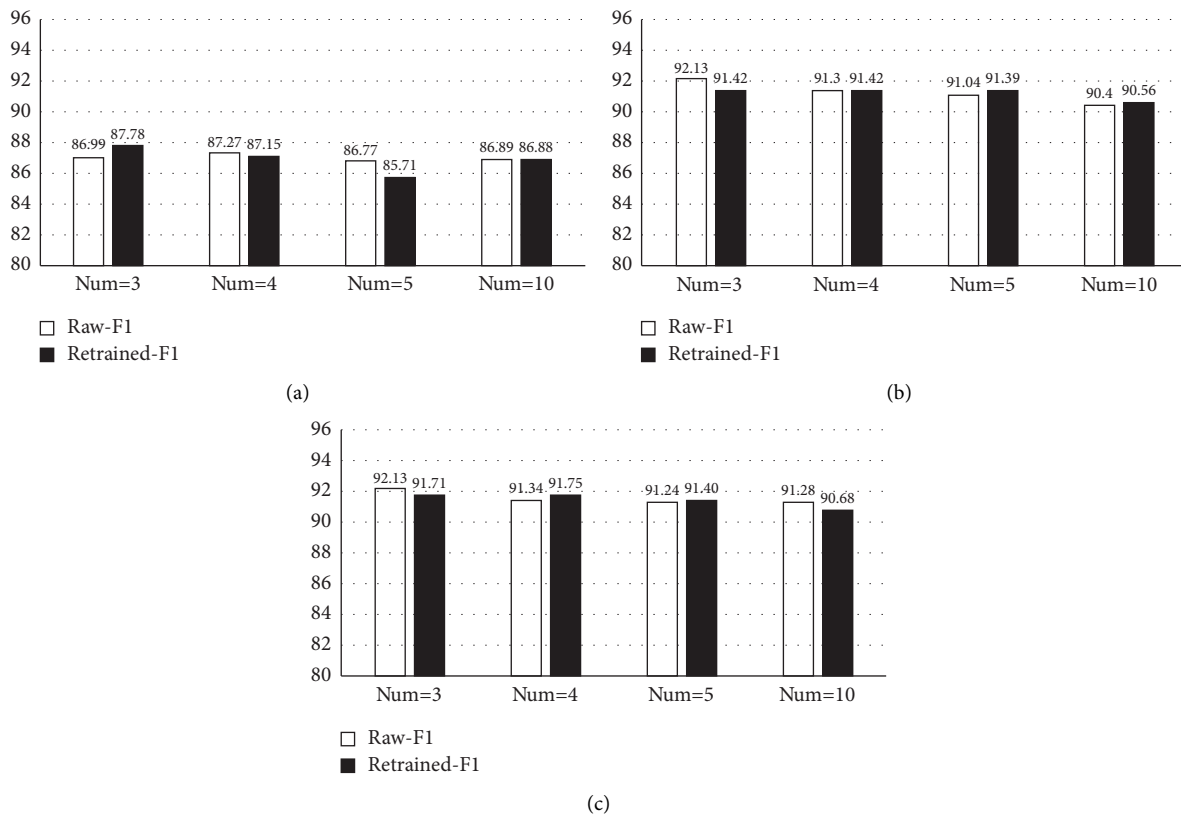 96
94
92
90
88
86
84
82
80
86.99 87.78 87.27 87.15 86.77 85.71 86.89 86.88
Num=3 Num=4 Num=5 Num=10
Raw-F1
Retrained-F1
(a)
96
94
92
90
88
86
84
82
80
92.13 91.42 91.3 91.42 91.04 91.39 90.4 90.56
Num=3 Num=4 Num=5 Num=10
Raw-F1
Retrained-F1
(b)
96
94
92
90
88
86
84
82
80
92.13 91.71 91.34 91.75 91.24 91.40 91.28 90.68
Num=3 Num=4 Num=5 Num=10
Raw-F1
Retrained-F1
(c)